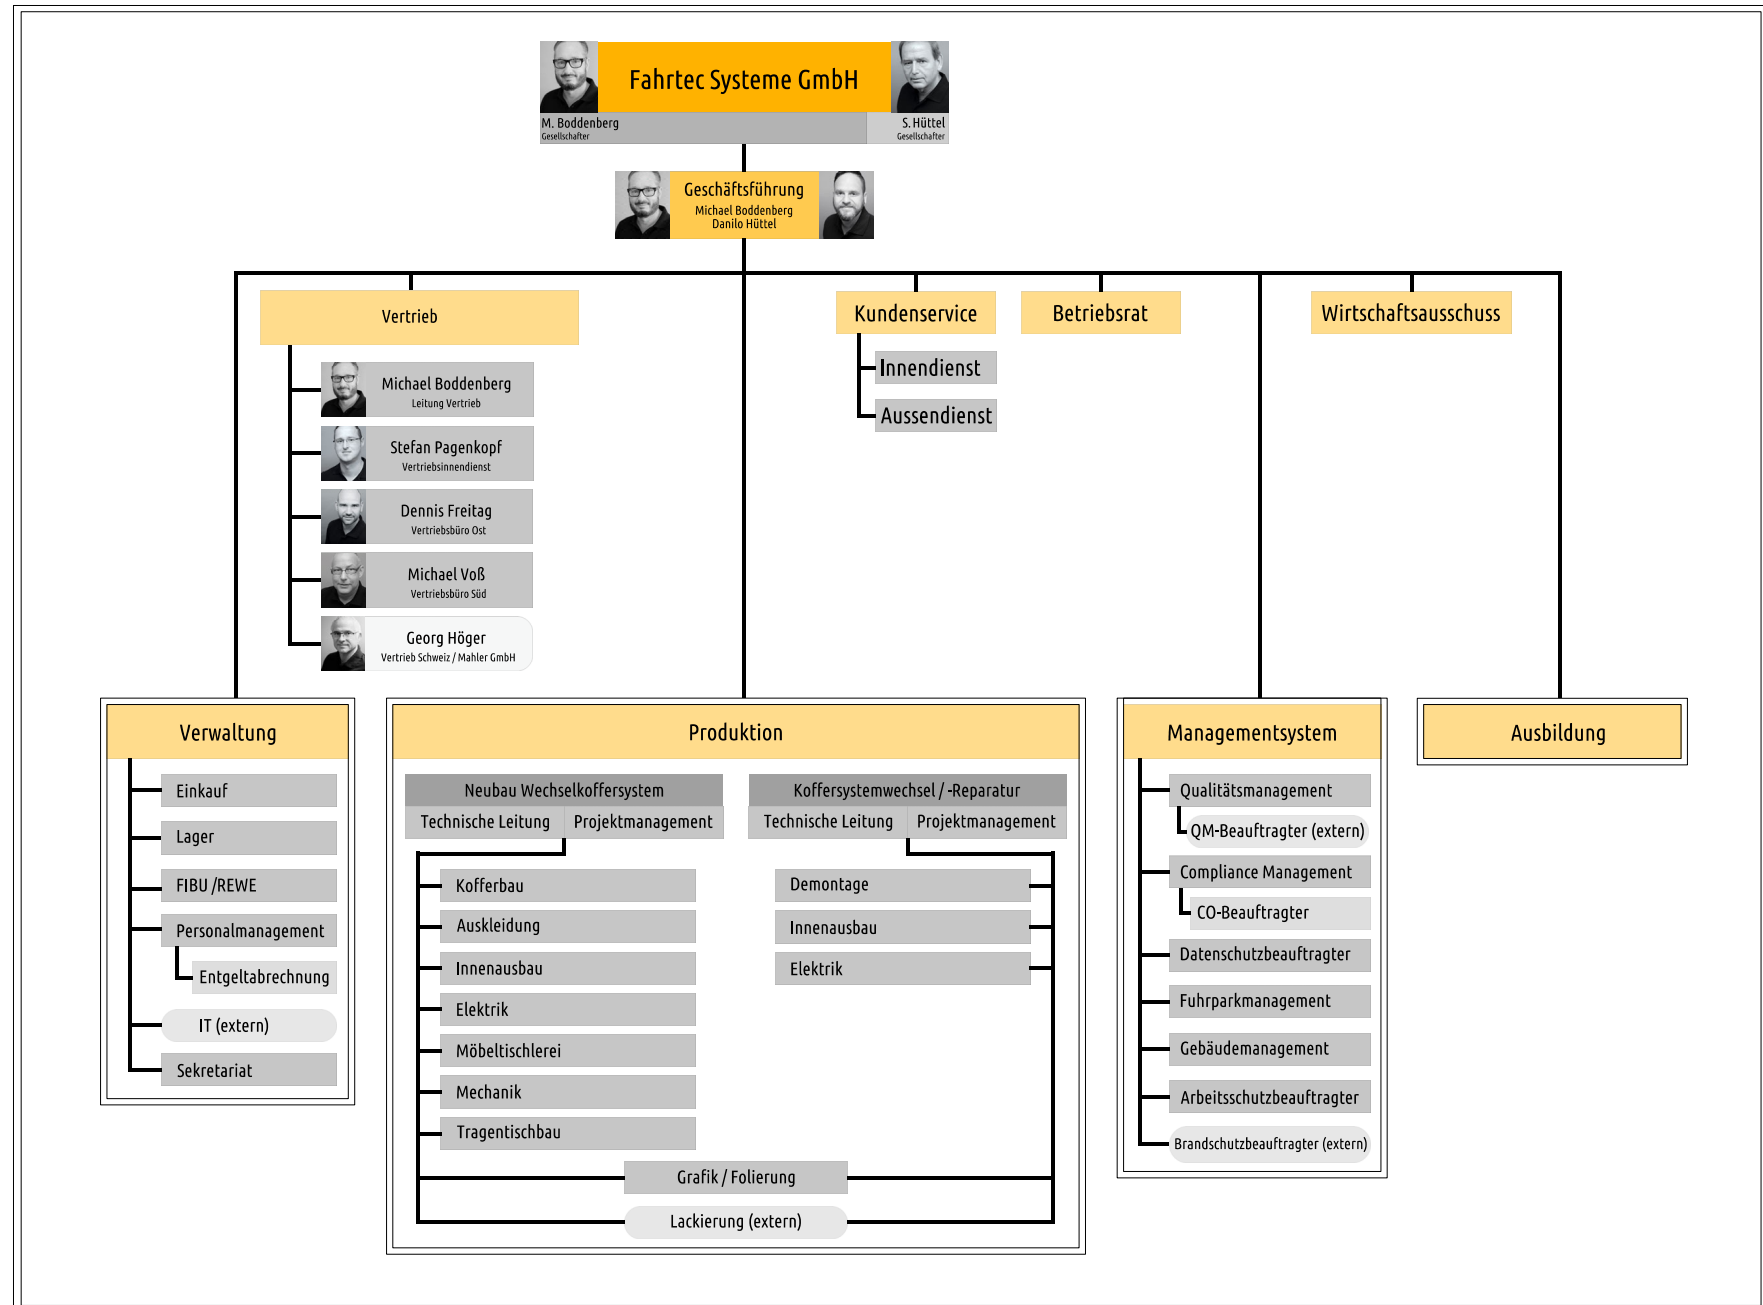 Fahrtec Systeme GmbH
M. Boddenberg
Gesellschafter
S. Hüttel
Gesellschafter
Geschäftsführung
Michael Boddenberg
Danilo Hüttel
Vertrieb
Kundenservice
Betriebsrat
Wirtschaftsausschuss
Michael Boddenberg
Leitung Vertrieb
Stefan Pagenkopf
Vertriebsinnendienst
Dennis Freitag
Vertriebsbüro Ost
Michael Voß
Vertriebsbüro Süd
Georg Höger
Vertrieb Schweiz / Mahler GmbH
Innendienst
Aussendienst
Verwaltung
Einkauf
Lager
FIBU /REWE
Personalmanagement
Entgeltabrechnung
IT (extern)
Sekretariat
Produktion
Neubau Wechselkoffersystem
Technische Leitung
Projektmanagement
Kofferbau
Auskleidung
Innenausbau
Elektrik
Möbeltischlerei
Mechanik
Tragentischbau
Koffersystemwechsel / -Reparatur
Technische Leitung
Projektmanagement
Demontage
Innenausbau
Elektrik
Grafik / Folierung
Lackierung (extern)
Managementsystem
Qualitätsmanagement
QM-Beauftragter (extern)
Compliance Management
CO-Beauftragter
Datenschutzbeauftragter
Fuhrparkmanagement
Gebäudemanagement
Arbeitsschutzbeauftragter
Brandschutzbeauftragter (extern)
Ausbildung